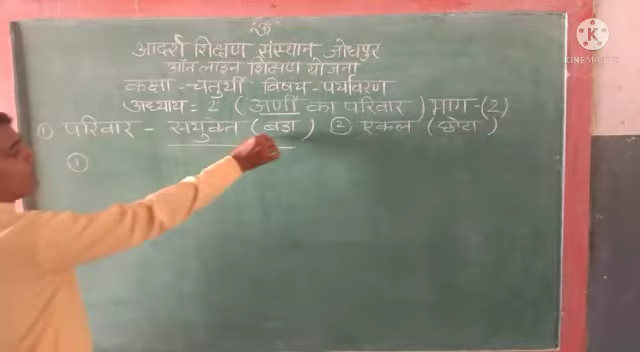 ॐ
आदर्श शिक्षण संस्थान जोधपुर
ऑनलाइन शिक्षण योजना
कक्षा - चतुर्थी विषय - पर्यावरण
अध्याय = 2 ( अर्णी का परिवार ) भाग - (2)
① परिवार - सयुक्त ( बडा ) ② एकल ( छोटा )
①
KINEMASTER